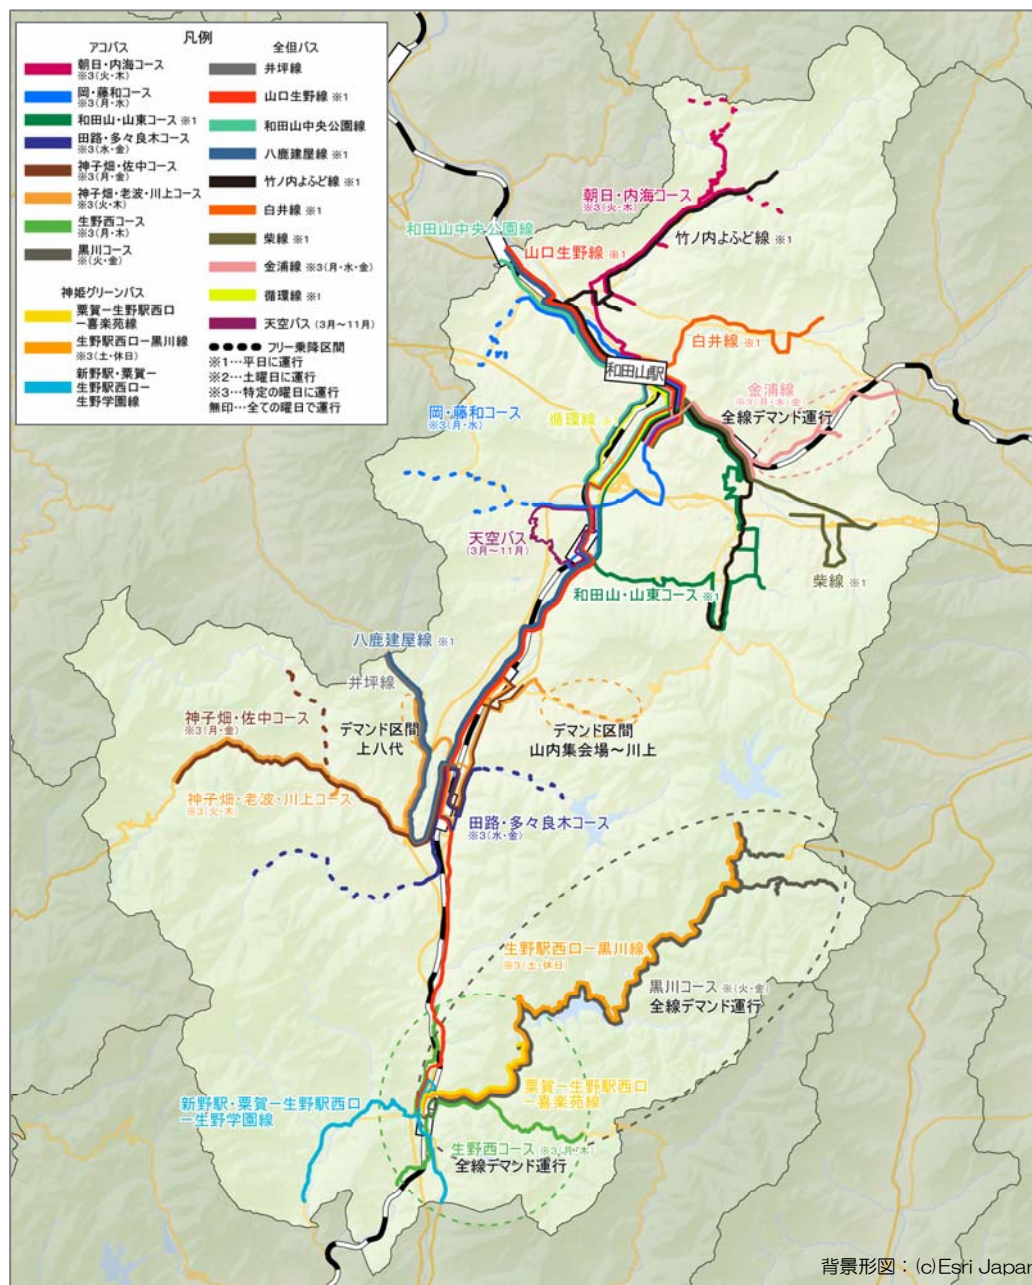 凡例
アコバス
朝日・内海コース
※3(火・木)
岡・藤和コース
※3(月・水)
和田山・山東コース ※1
田路・多々良木コース
※3(水・金)
神子畑・佐中コース
※3(月・金)
神子畑・老波・川上コース
※3(火・木)
生野西コース
※3(月・木)
黒川コース
※(火・金)
神姫グリーンバス
粟賀ー生野駅西口
ー喜楽苑線
生野駅西口ー黒川線
※3(土・休日)
新野駅・粟賀ー
生野駅西口ー
生野学園線
全但バス
井坪線
山口生野線 ※1
和田山中央公園線
八鹿建屋線 ※1
竹ノ内よふど線 ※1
白井線 ※1
柴線 ※1
金浦線 ※3(月・水・金)
循環線 ※1
天空バス (3月～11月)
フリー乗降区間
※1…平日に運行
※2…土曜日に運行
※3…特定の曜日に運行
無印…全ての曜日で運行
朝日・内海コース
※3(火・木)
和田山中央公園線
竹ノ内よふど線 ※1
山口生野線 ※1
白井線 ※1
和田山駅
金浦線
※3(月・水・金)
全線デマンド運行
岡・藤和コース
※3(月・水)
循環線
天空バス
(3月～11月)
柴線 ※1
和田山・山東コース ※1
八鹿建屋線 ※1
井坪線
神子畑・佐中コース
※3(月・金)
デマンド区間
上八代
デマンド区間
山内集会場～川上
神子畑・老波・川上コース
※3(火・木)
田路・多々良木コース
※3(水・金)
生野駅西口ー黒川線
※3(土・休日)
黒川コース ※(火・金)
全線デマンド運行
粟賀ー生野駅西口
ー喜楽苑線
新野駅・粟賀ー生野駅西口
ー生野学園線
生野西コース ※3(月・木)
全線デマンド運行
背景形図：(c)Esri Japan